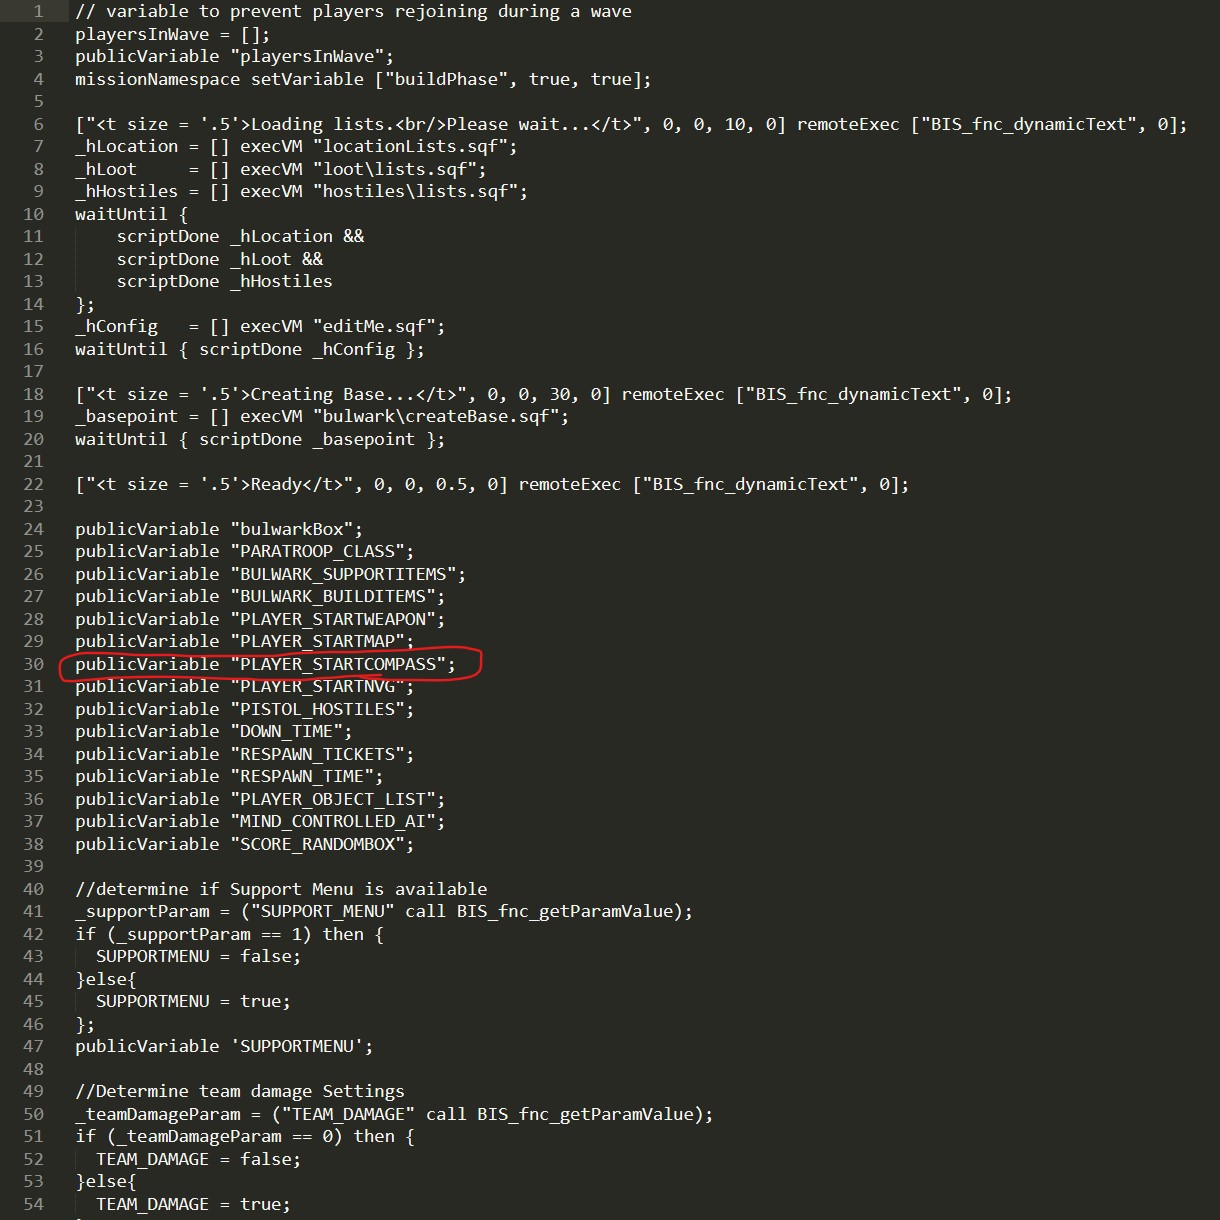 1 // variable to prevent players rejoining during a wave
2 playersInWave = [];
3 publicVariable "playersInWave";
4 missionNamespace setVariable ["buildPhase", true, true];
5
6 ["<t size = '.5'>Loading lists.<br/>Please wait...</t>", 0, 0, 10, 0] remoteExec ["BIS_fnc_dynamicText", 0];
7 _hLocation = [] execVM "locationLists.sqf";
8 _hLoot     = [] execVM "loot\lists.sqf";
9 _hHostiles = [] execVM "hostiles\lists.sqf";
10 waitUntil {
11     scriptDone _hLocation &&
12     scriptDone _hLoot &&
13     scriptDone _hHostiles
14 };
15 _hConfig   = [] execVM "editMe.sqf";
16 waitUntil { scriptDone _hConfig };
17
18 ["<t size = '.5'>Creating Base...</t>", 0, 0, 30, 0] remoteExec ["BIS_fnc_dynamicText", 0];
19 _basepoint = [] execVM "bulwark\createBase.sqf";
20 waitUntil { scriptDone _basepoint };
21
22 ["<t size = '.5'>Ready</t>", 0, 0, 0.5, 0] remoteExec ["BIS_fnc_dynamicText", 0];
23
24 publicVariable "bulwarkBox";
25 publicVariable "PARATROOP_CLASS";
26 publicVariable "BULWARK_SUPPORTITEMS";
27 publicVariable "BULWARK_BUILDITEMS";
28 publicVariable "PLAYER_STARTWEAPON";
29 publicVariable "PLAYER_STARTMAP";
30 publicVariable "PLAYER_STARTCOMPASS";
31 publicVariable "PLAYER_STARTNVG";
32 publicVariable "PISTOL_HOSTILES";
33 publicVariable "DOWN_TIME";
34 publicVariable "RESPAWN_TICKETS";
35 publicVariable "RESPAWN_TIME";
36 publicVariable "PLAYER_OBJECT_LIST";
37 publicVariable "MIND_CONTROLLED_AI";
38 publicVariable "SCORE_RANDOMBOX";
39
40 //determine if Support Menu is available
41 _supportParam = ("SUPPORT_MENU" call BIS_fnc_getParamValue);
42 if (_supportParam == 1) then {
43   SUPPORTMENU = false;
44 }else{
45   SUPPORTMENU = true;
46 };
47 publicVariable 'SUPPORTMENU';
48
49 //Determine team damage Settings
50 _teamDamageParam = ("TEAM_DAMAGE" call BIS_fnc_getParamValue);
51 if (_teamDamageParam == 0) then {
52   TEAM_DAMAGE = false;
53 }else{
54   TEAM_DAMAGE = true;